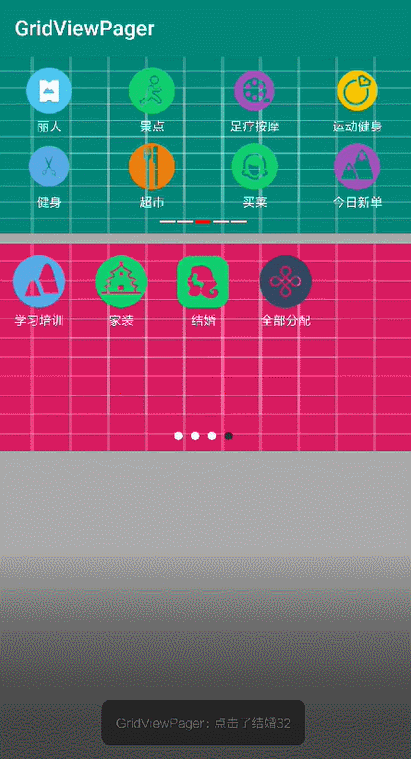 GridViewPager
丽人 景点 足疗按摩 运动健身
健身 超市 买菜 今日新单
学习培训 家装 结婚 全部分配
GridViewPager: 点击了结婚32